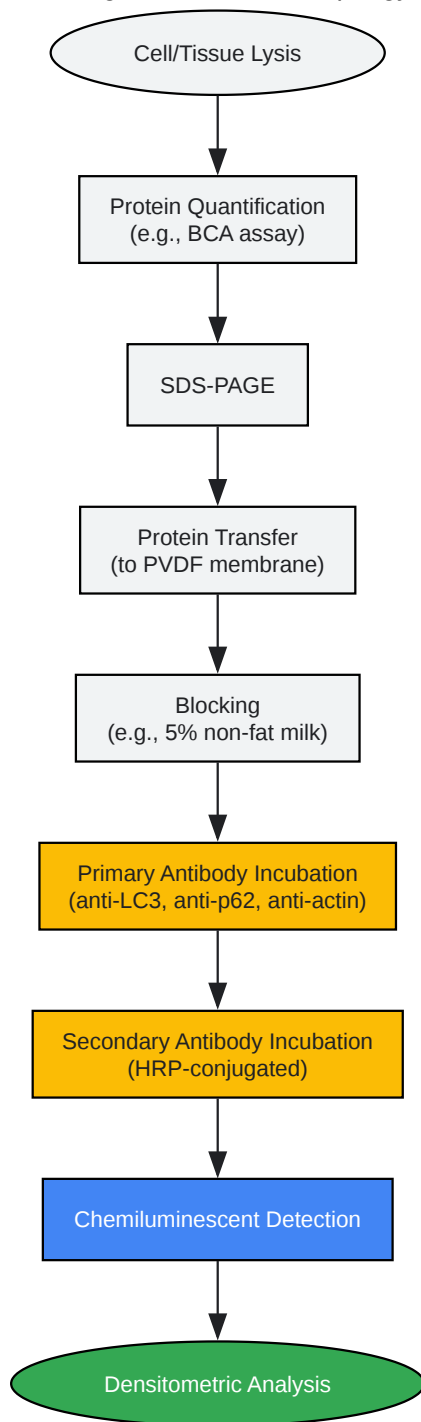 Cell/Tissue Lysis
Protein Quantification
(e.g., BCA assay)
SDS-PAGE
Protein Transfer
(to PVDF membrane)
Blocking
(e.g., 5% non-fat milk)
Primary Antibody Incubation
(anti-LC3, anti-p62, anti-actin)
Secondary Antibody Incubation
(HRP-conjugated)
Chemiluminescent Detection
Densitometric Analysis